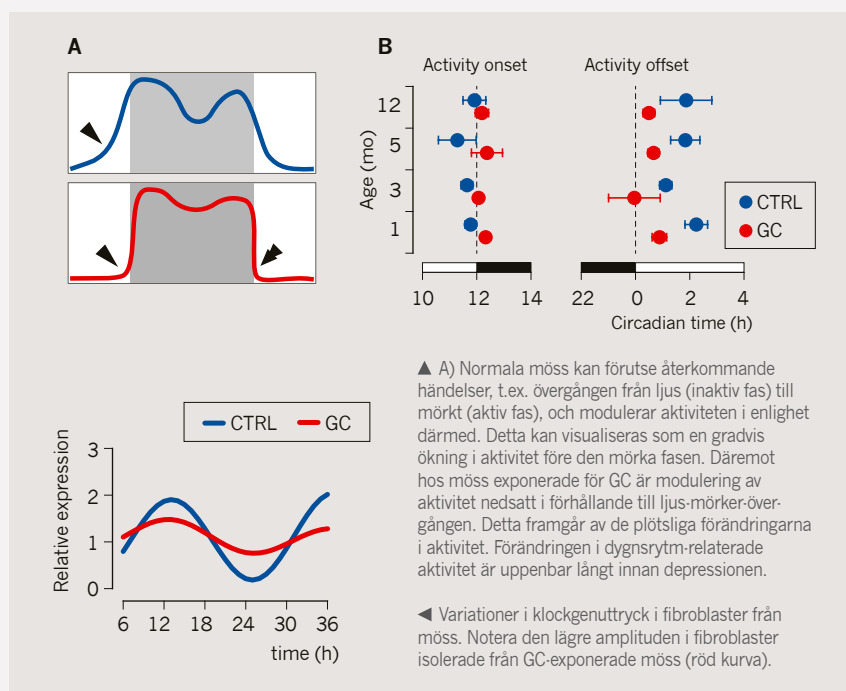 A
B
Activity onset
Activity offset
Age (mo)
12
5
3
1
CTRL
GC
10 12 14
22 0 2 4
Circadian time (h)
CTRL GC
Relative expression
3
2
1
0
6 12 18 24 30 36
time (h)
▲ A) Normala möss kan förutse återkommande
händelser, t.ex. övergången från ljus (inaktiv fas) till
mörkt (aktiv fas), och modulerar aktiviteten i enlighet
därmed. Detta kan visualiseras som en gradvis
ökning i aktivitet före den mörka fasen. Däremot
hos möss exponerade för GC är modulering av
aktivitet nedsatt i förhållande till ljus-mörker-över-
gången. Detta framgår av de plötsliga förändringarna
i aktivitet. Förändringen i dygnsrytm-relaterade
aktivitet är uppenbar långt innan depressionen.
◀ Variationer i klockgenuttryck i fibroblaster från
möss. Notera den lägre amplituden i fibroblaster
isolerade från GC-exponerade möss (röd kurva).